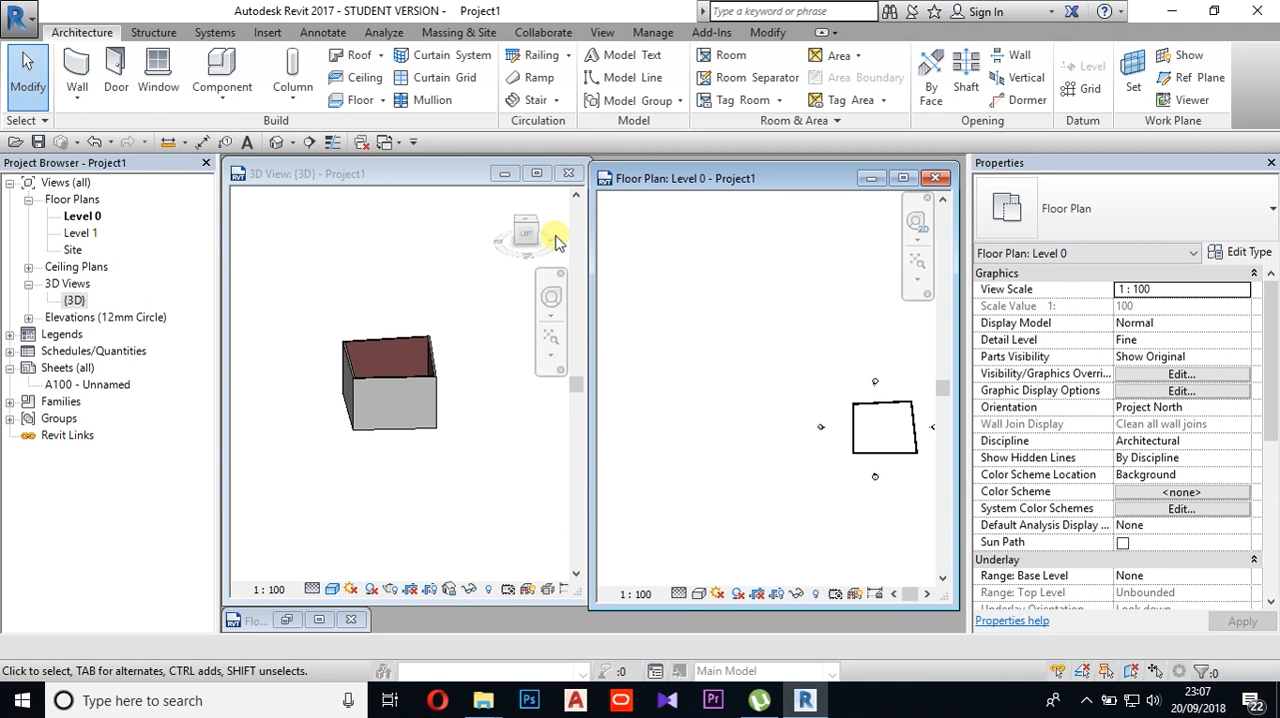 Autodesk Revit 2017 - STUDENT VERSION - Project1
Type a keyword or phrase
Sign In
Architecture Structure Systems Insert Annotate Analyze Massing & Site Collaborate View Manage Add-Ins Modify
Modify
Wall
Door
Window
Component
Column
Roof
Ceiling
Floor
Curtain System
Curtain Grid
Mullion
Railing
Ramp
Stair
Model Text
Model Line
Model Group
Room
Room Separator
Tag Room
Area
Area Boundary
Tag Area
By Face
Shaft
Wall
Vertical
Dormer
Level
Grid
Set
Show
Ref Plane
Viewer
Select Build Circulation Model Room & Area Opening Datum Work Plane
Project Browser - Project1
Views (all)
Floor Plans
Level 0
Level 1
Site
Ceiling Plans
3D Views
{3D}
Elevations (12mm Circle)
Legends
Schedules/Quantities
Sheets (all)
A100 - Unnamed
Families
Groups
Revit Links
3D View: {3D} - Project1
LEFT
1 : 100
Flo...
Floor Plan: Level 0 - Project1
2D
1 : 100
Properties
Floor Plan
Floor Plan: Level 0
Edit Type
Graphics
View Scale 1 : 100
Scale Value 1: 100
Display Model Normal
Detail Level Fine
Parts Visibility Show Original
Visibility/Graphics Overri... Edit...
Graphic Display Options Edit...
Orientation Project North
Wall Join Display Clean all wall joins
Discipline Architectural
Show Hidden Lines By Discipline
Color Scheme Location Background
Color Scheme <none>
System Color Schemes Edit...
Default Analysis Display ... None
Sun Path
Underlay
Range: Base Level None
Range: Top Level Unbounded
Underlay Orientation Look down
Properties help
Apply
Click to select, TAB for alternates, CTRL adds, SHIFT unselects.
:0
Main Model
:0
Type here to search
23:07
20/09/2018
22